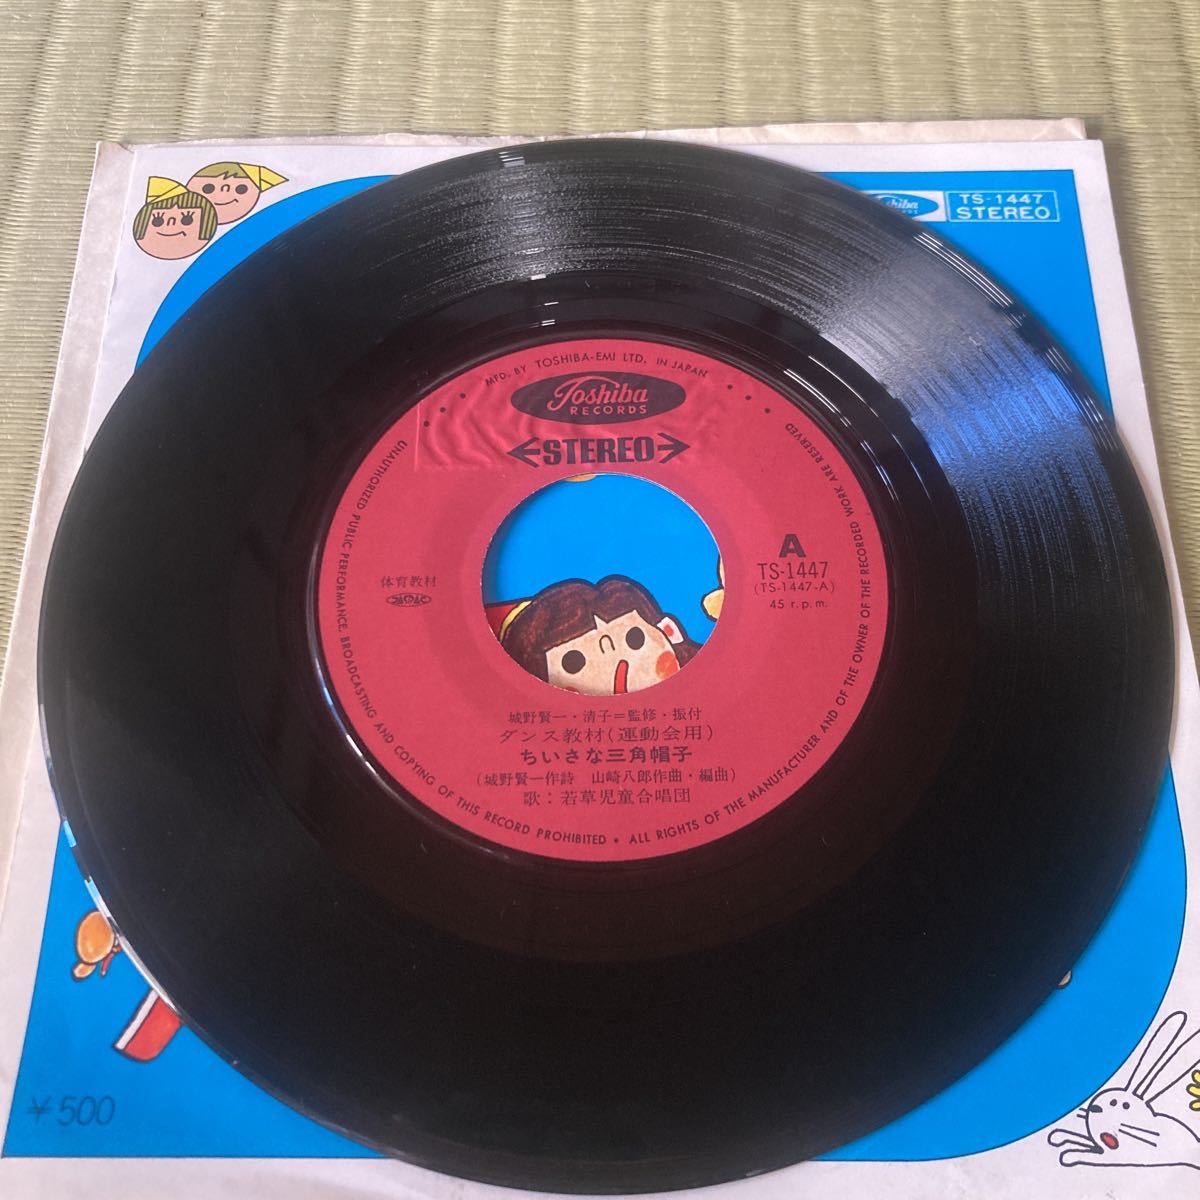 TS-1447
STEREO
MFD. BY TOSHIBA-EMI LTD. IN JAPAN
Toshiba
RECORDS
STEREO
UNAUTHORIZED PUBLIC PERFORMANCE, BROADCASTING AND COPYING OF THIS RECORD PROHIBITED • ALL RIGHTS OF THE MANUFACTURER AND OF THE OWNER OF THE RECORDED WORK ARE RESERVED
A
TS-1447
(TS-1447-A)
45 r.p.m.
体育教材
JASRAC
城野賢一・清子=監修・振付
ダンス教材(運動会用)
ちいさな三角帽子
(城野賢一作詩 山崎八郎作曲・編曲)
歌:若草児童合唱団
¥500